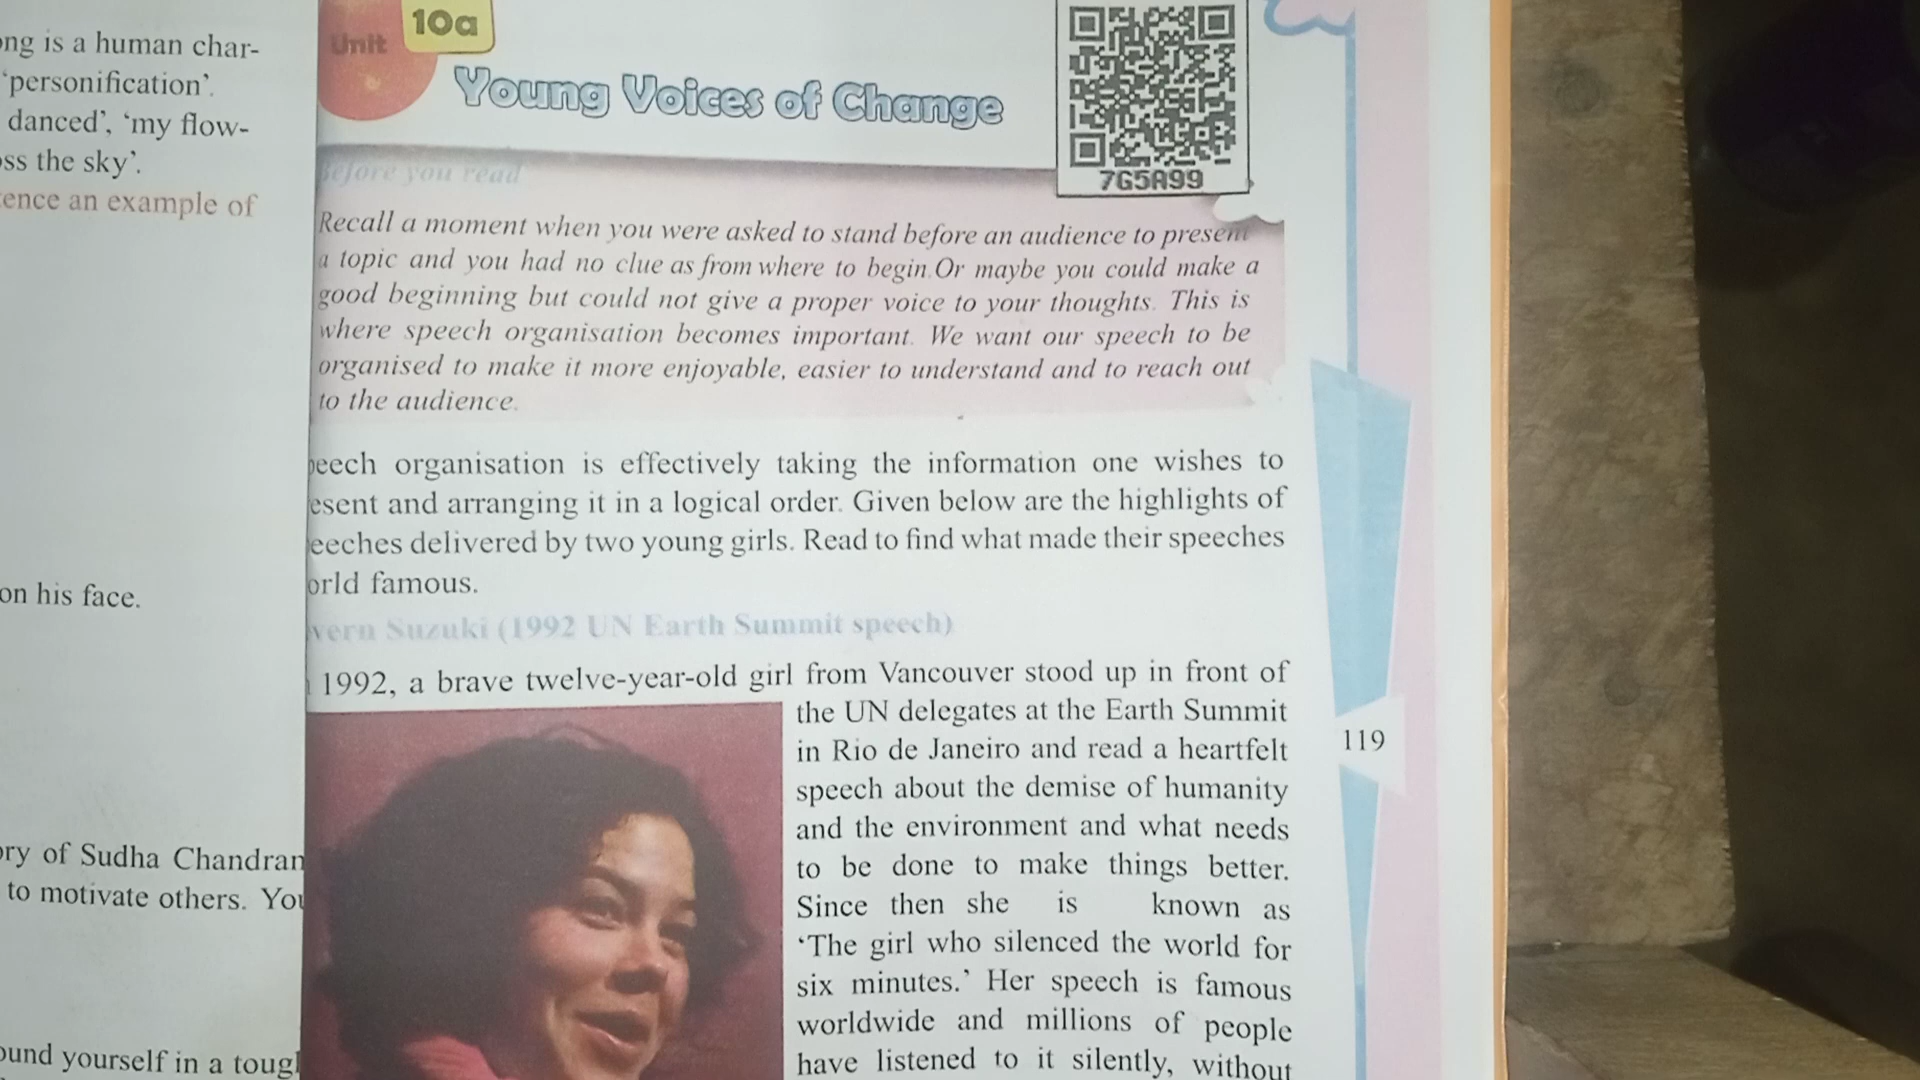 ng is a human char-
‘personification’.
danced’, ‘my flow-
ss the sky’.
ence an example of
on his face.
ry of Sudha Chandran
to motivate others. You
ound yourself in a tough
Unit
10a
Young Voices of Change
7G5A99
Before you read
Recall a moment when you were asked to stand before an audience to present
a topic and you had no clue as from where to begin.Or maybe you could make a
good beginning but could not give a proper voice to your thoughts. This is
where speech organisation becomes important. We want our speech to be
organised to make it more enjoyable, easier to understand and to reach out
to the audience.
peech organisation is effectively taking the information one wishes to
esent and arranging it in a logical order. Given below are the highlights of
eeches delivered by two young girls. Read to find what made their speeches
orld famous.
vern Suzuki (1992 UN Earth Summit speech)
1992, a brave twelve-year-old girl from Vancouver stood up in front of
the UN delegates at the Earth Summit
in Rio de Janeiro and read a heartfelt
speech about the demise of humanity
and the environment and what needs
to be done to make things better.
Since then she is known as
‘The girl who silenced the world for
six minutes.’ Her speech is famous
worldwide and millions of people
have listened to it silently, without
119